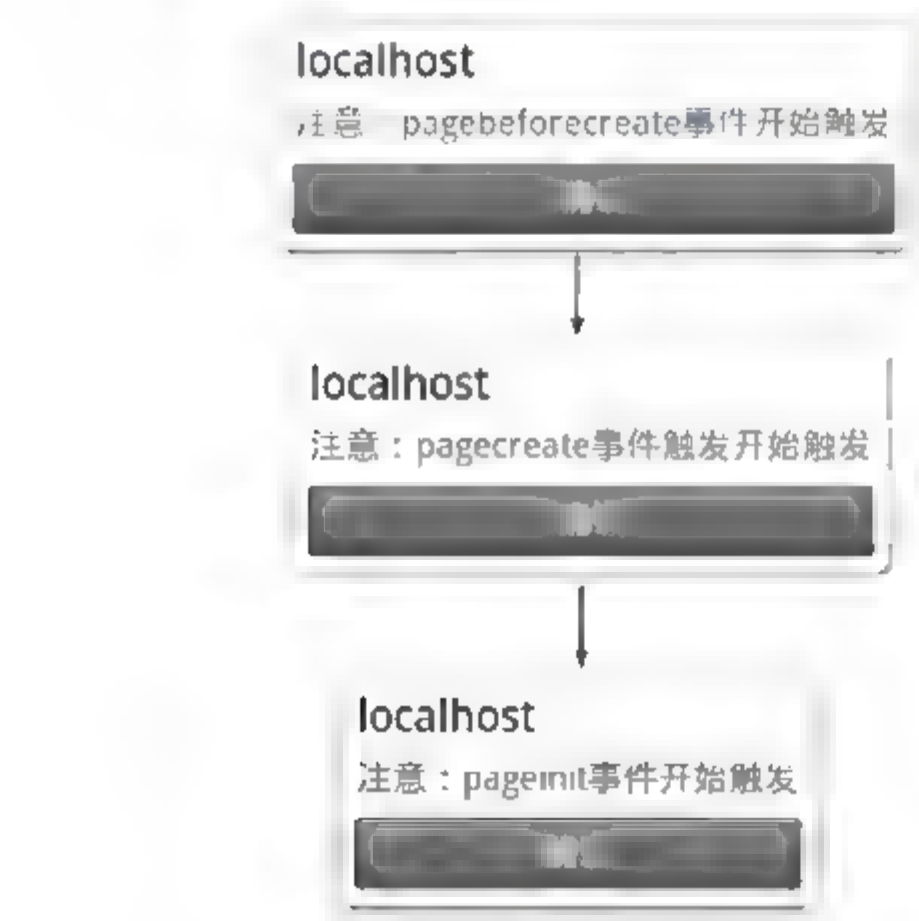 localhost
注意 pagebeforecreate事件开始触发
localhost
注意：pagecreate事件触发开始触发
localhost
注意：pageinit事件开始触发